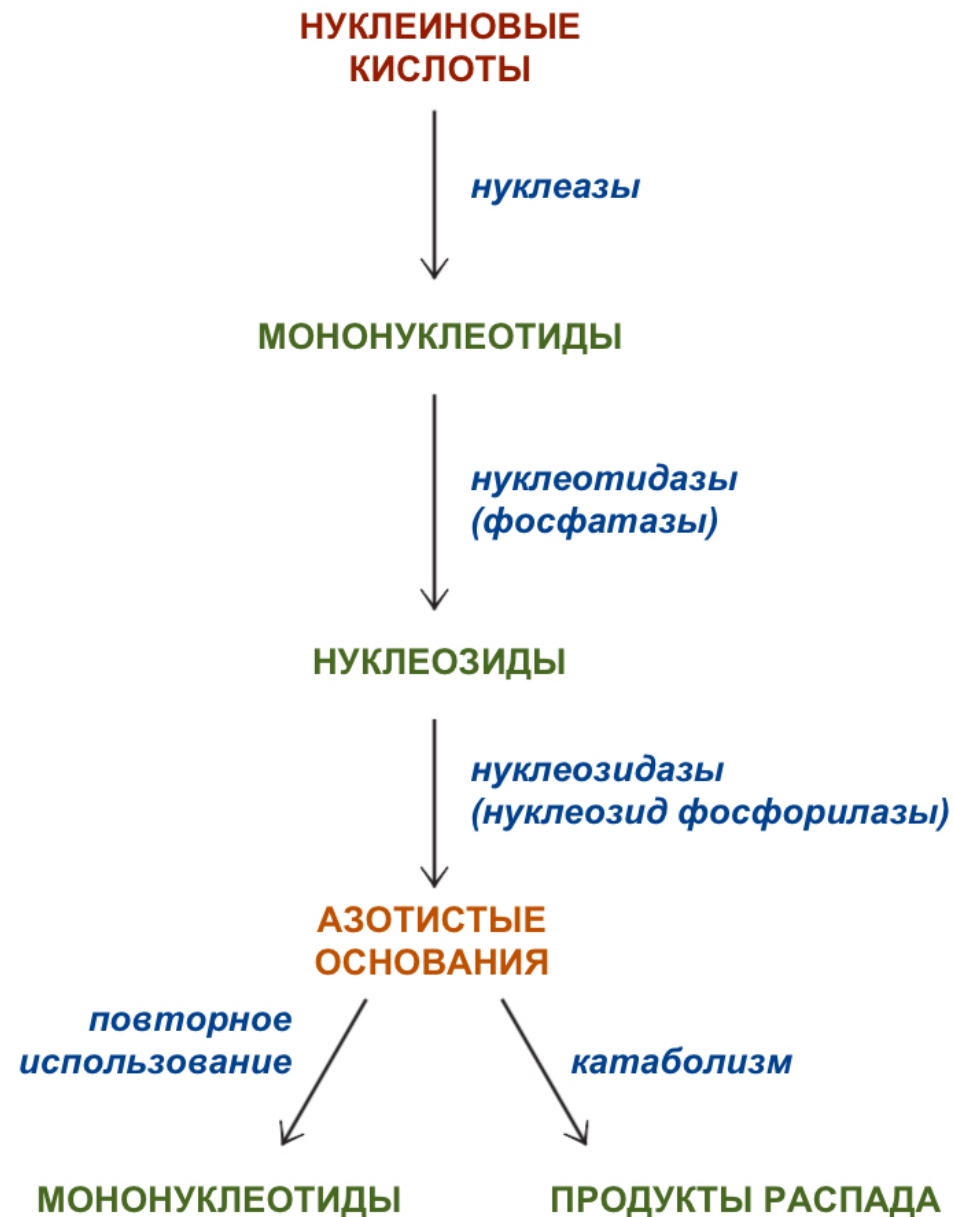 НУКЛЕИНОВЫЕ
КИСЛОТЫ
нуклеазы
МОНОНУКЛЕОТИДЫ
нуклеотидазы
(фосфатазы)
НУКЛЕОЗИДЫ
нуклеозидазы
(нуклеозид фосфорилазы)
АЗОТИСТЫЕ
ОСНОВАНИЯ
повторное
использование
катаболизм
МОНОНУКЛЕОТИДЫ
ПРОДУКТЫ РАСПАДА